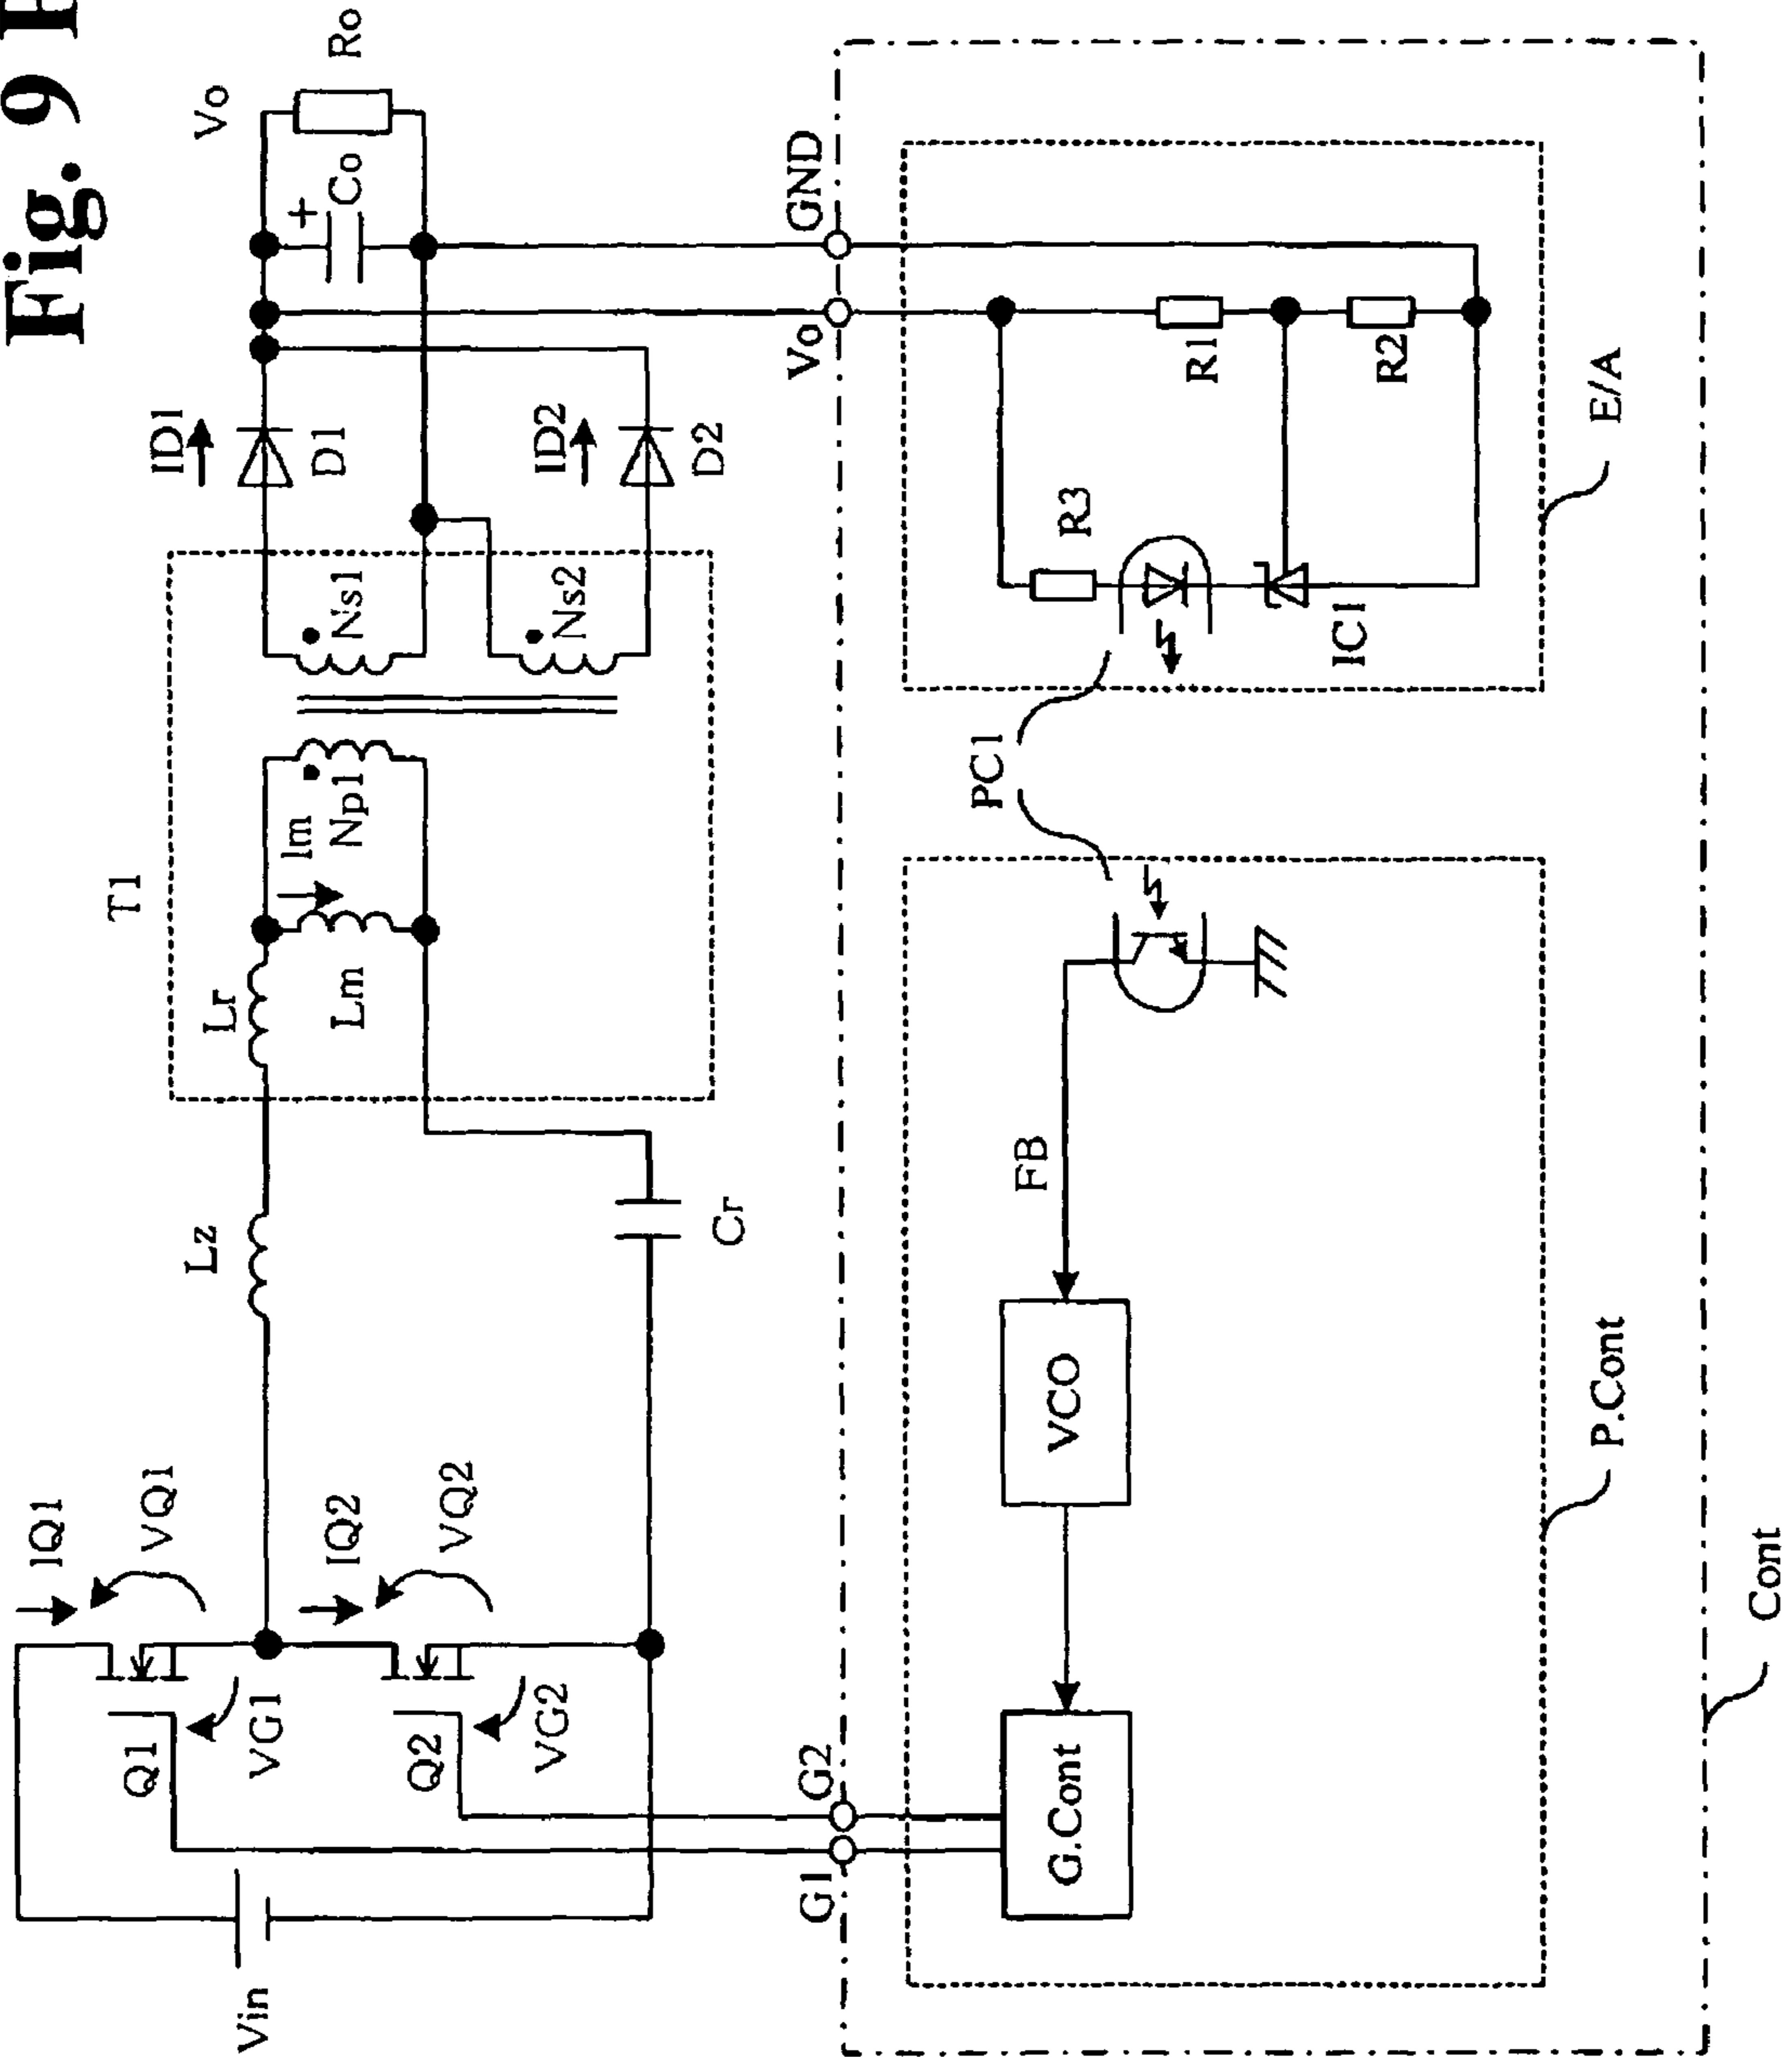 Fig. 9
Vin
Q1
VG1
IQ1
VQ1
Q2
VG2
IQ2
VQ2
Lz
Cr
T1
Lr
Lm
Im
Np1
Ns1
Ns2
ID1
D1
ID2
D2
Vo
Co
+
Ro
G1
G2
Vo
GND
G.Cont
VCO
FB
PC1
R3
IC1
R1
R2
P.Cont
E/A
Cont